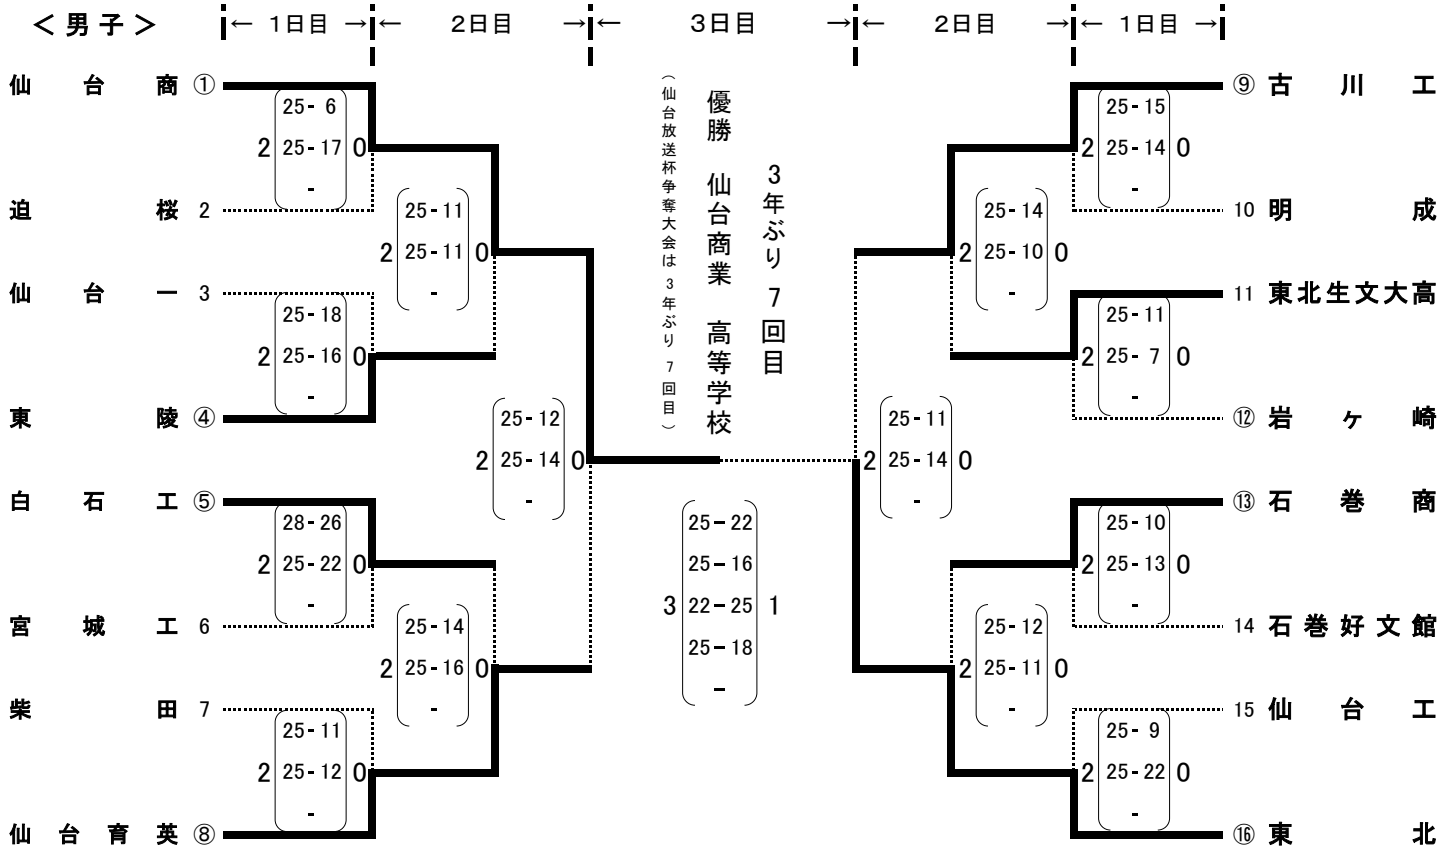 ＜男子＞
← 1日目 → ← 2日目 → ← 3日目 → ← 2日目 → ← 1日目 →
仙台商 ①
25- 6
2 25-17 0
-
迫桜 2
仙台一 3
25-18
2 25-16 0
-
東陵 ④
白石工 ⑤
28-26
2 25-22 0
-
宮城工 6
柴田 7
25-11
2 25-12 0
-
仙台育英 ⑧
25-11
2 25-11 0
-
25-14
2 25-16 0
-
25-12
2 25-14 0
-
3年ぶり 7回目
優勝 仙台商業 高等学校
（仙台放送杯争奪大会は 3年ぶり 7回目）
25－22
25－16
3 22－25 1
25－18
－
25-11
2 25-14 0
-
25-14
2 25-10 0
-
25-12
2 25-11 0
-
⑨ 古川工
25-15
2 25-14 0
-
10 明成
11 東北生文大高
25-11
2 25- 7 0
-
⑫ 岩ヶ崎
⑬ 石巻商
25-10
2 25-13 0
-
14 石巻好文館
15 仙台工
25- 9
2 25-22 0
-
⑯ 東北